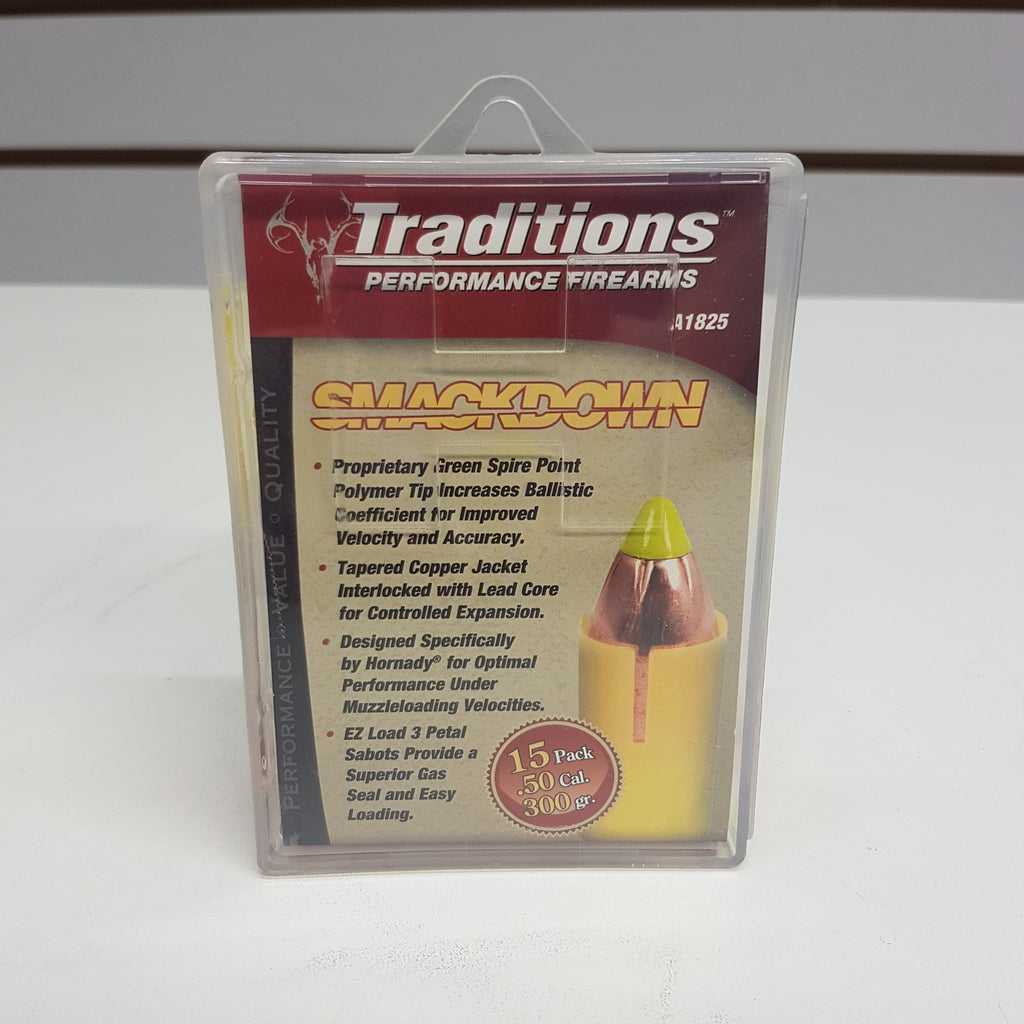 Traditions™
PERFORMANCE FIREARMS
A1825
SMACKDOWN
• Proprietary Green Spire Point
Polymer Tip Increases Ballistic
Coefficient for Improved
Velocity and Accuracy.
• Tapered Copper Jacket
Interlocked with Lead Core
for Controlled Expansion.
• Designed Specifically
by Hornady® for Optimal
Performance Under
Muzzleloading Velocities.
• EZ Load 3 Petal
Sabots Provide a
Superior Gas
Seal and Easy
Loading.
15 Pack
.50 Cal.
300 gr.
PERFORMANCE o VALUE o QUALITY